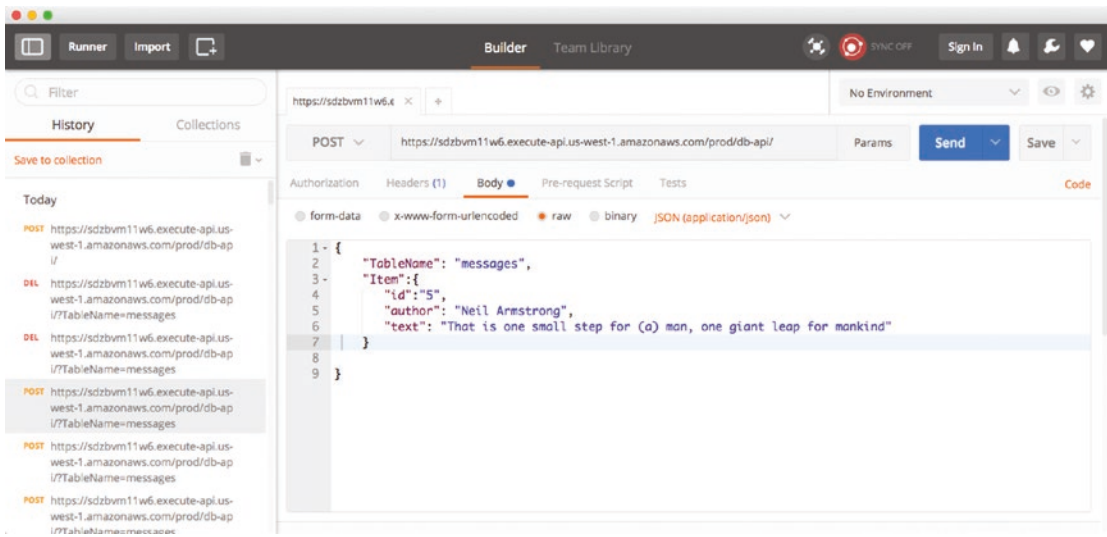 Runner Import
Builder Team Library
SYNC OFF Sign In
Filter
History Collections
Save to collection
Today
POST https://sdzbvm11w6.execute-api.us-
west-1.amazonaws.com/prod/db-ap
i/
DEL https://sdzbvm11w6.execute-api.us-
west-1.amazonaws.com/prod/db-ap
i/?TableName=messages
DEL https://sdzbvm11w6.execute-api.us-
west-1.amazonaws.com/prod/db-ap
i/?TableName=messages
POST https://sdzbvm11w6.execute-api.us-
west-1.amazonaws.com/prod/db-ap
i/?TableName=messages
POST https://sdzbvm11w6.execute-api.us-
west-1.amazonaws.com/prod/db-ap
i/?TableName=messages
POST https://sdzbvm11w6.execute-api.us-
west-1.amazonaws.com/prod/db-ap
i/?TableName=messages
https://sdzbvm11w6.e × +
No Environment
POST https://sdzbvm11w6.execute-api.us-west-1.amazonaws.com/prod/db-api/ Params Send Save
Authorization Headers (1) Body Pre-request Script Tests Code
form-data x-www-form-urlencoded raw binary JSON (application/json)
1 {
2 "TableName": "messages",
3 "Item":{
4 "id":"5",
5 "author": "Neil Armstrong",
6 "text": "That is one small step for (a) man, one giant leap for mankind"
7 }
8
9 }